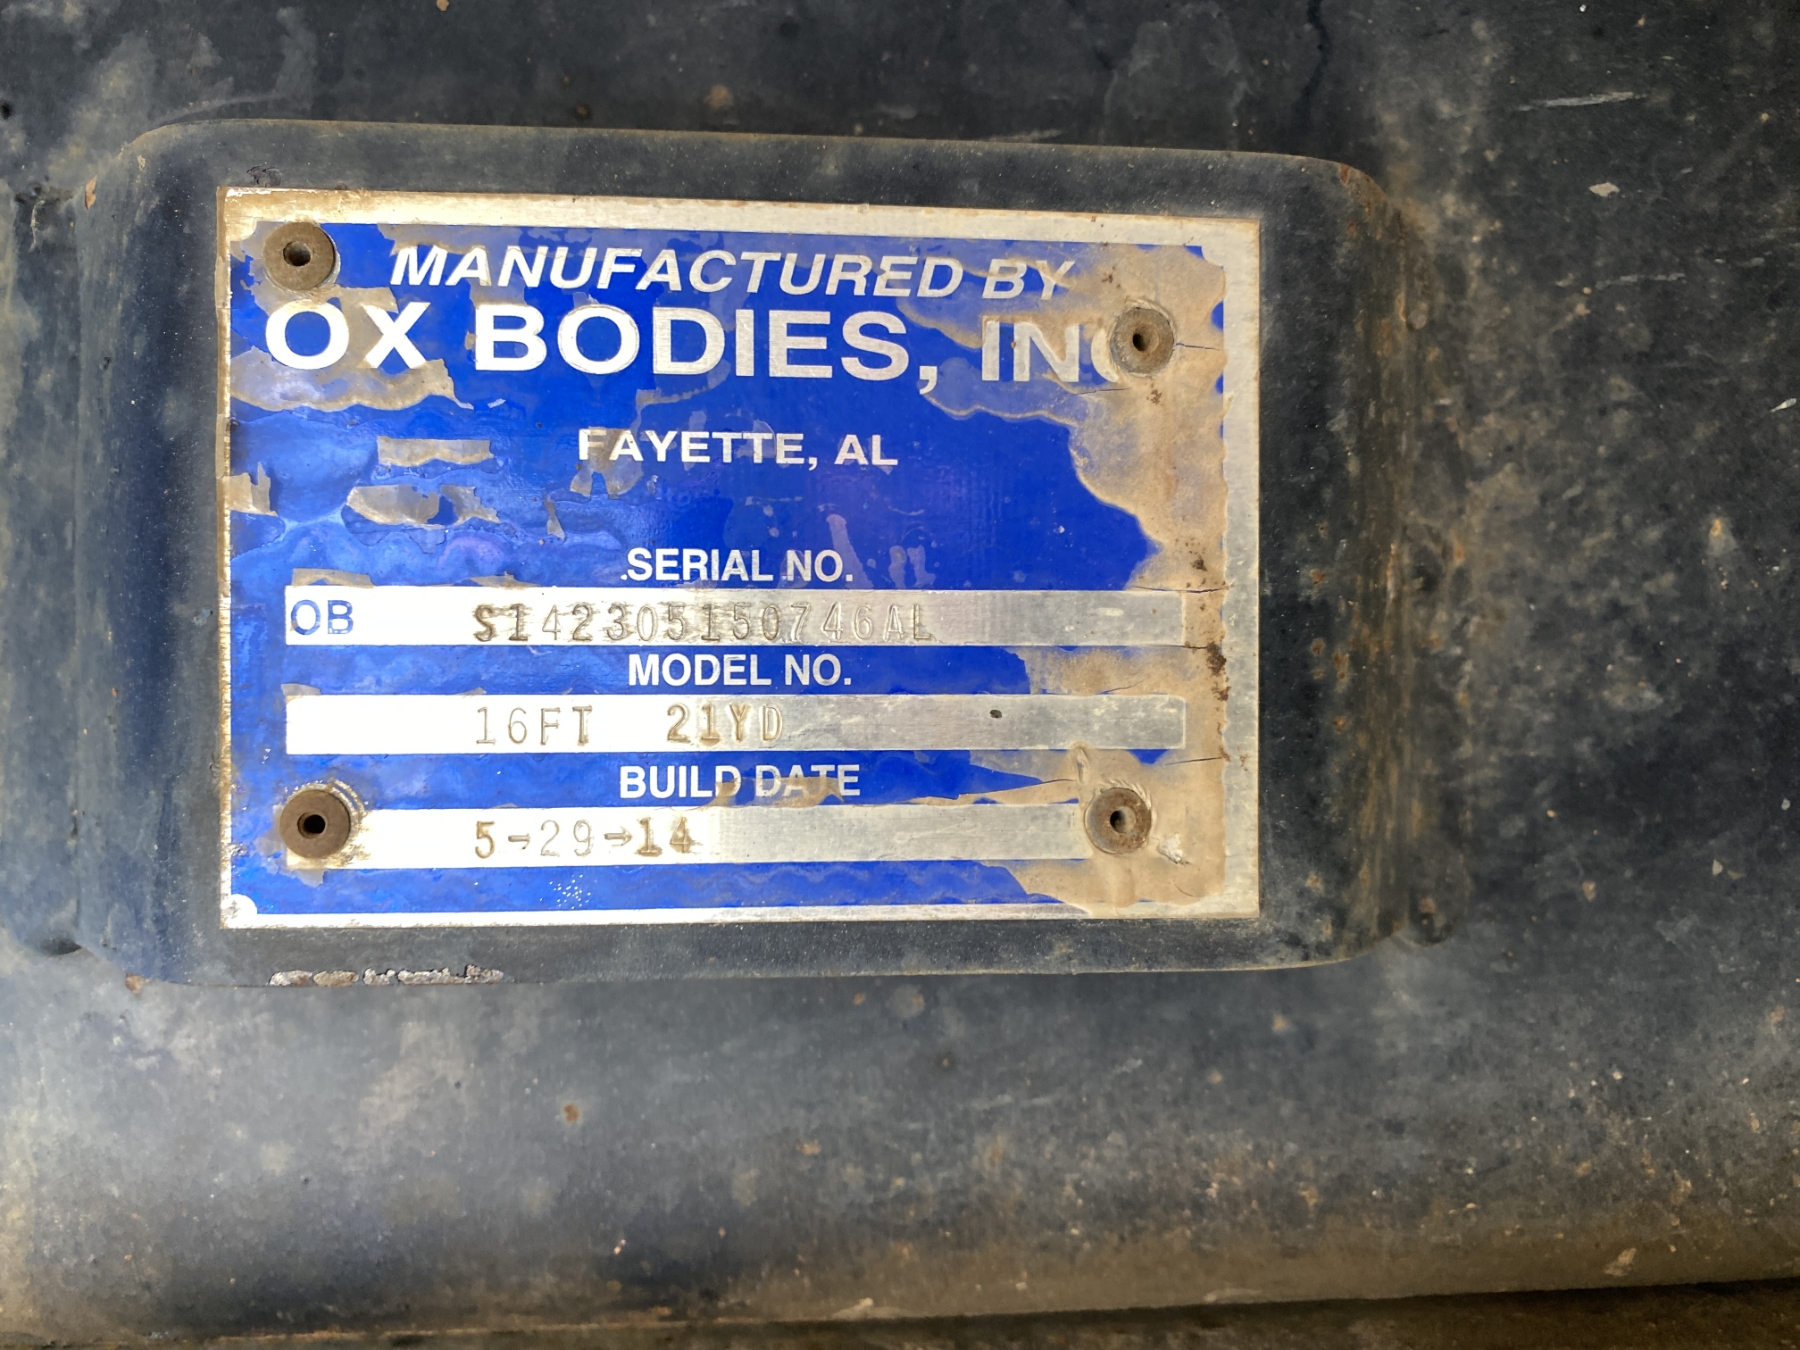 MANUFACTURED BY
OX BODIES, INC
FAYETTE, AL
SERIAL NO.
OB S142305150746AL
MODEL NO.
16FT 21YD
BUILD DATE
5-29-14